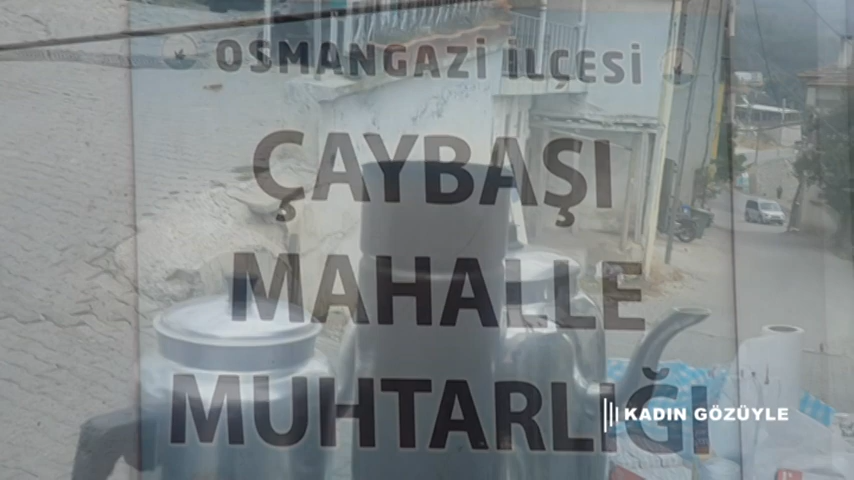 OSMANGAZİ İLÇESİ
ÇAYBAŞI
MAHALLE
MUHTARLIĞI
KADIN GÖZÜYLE